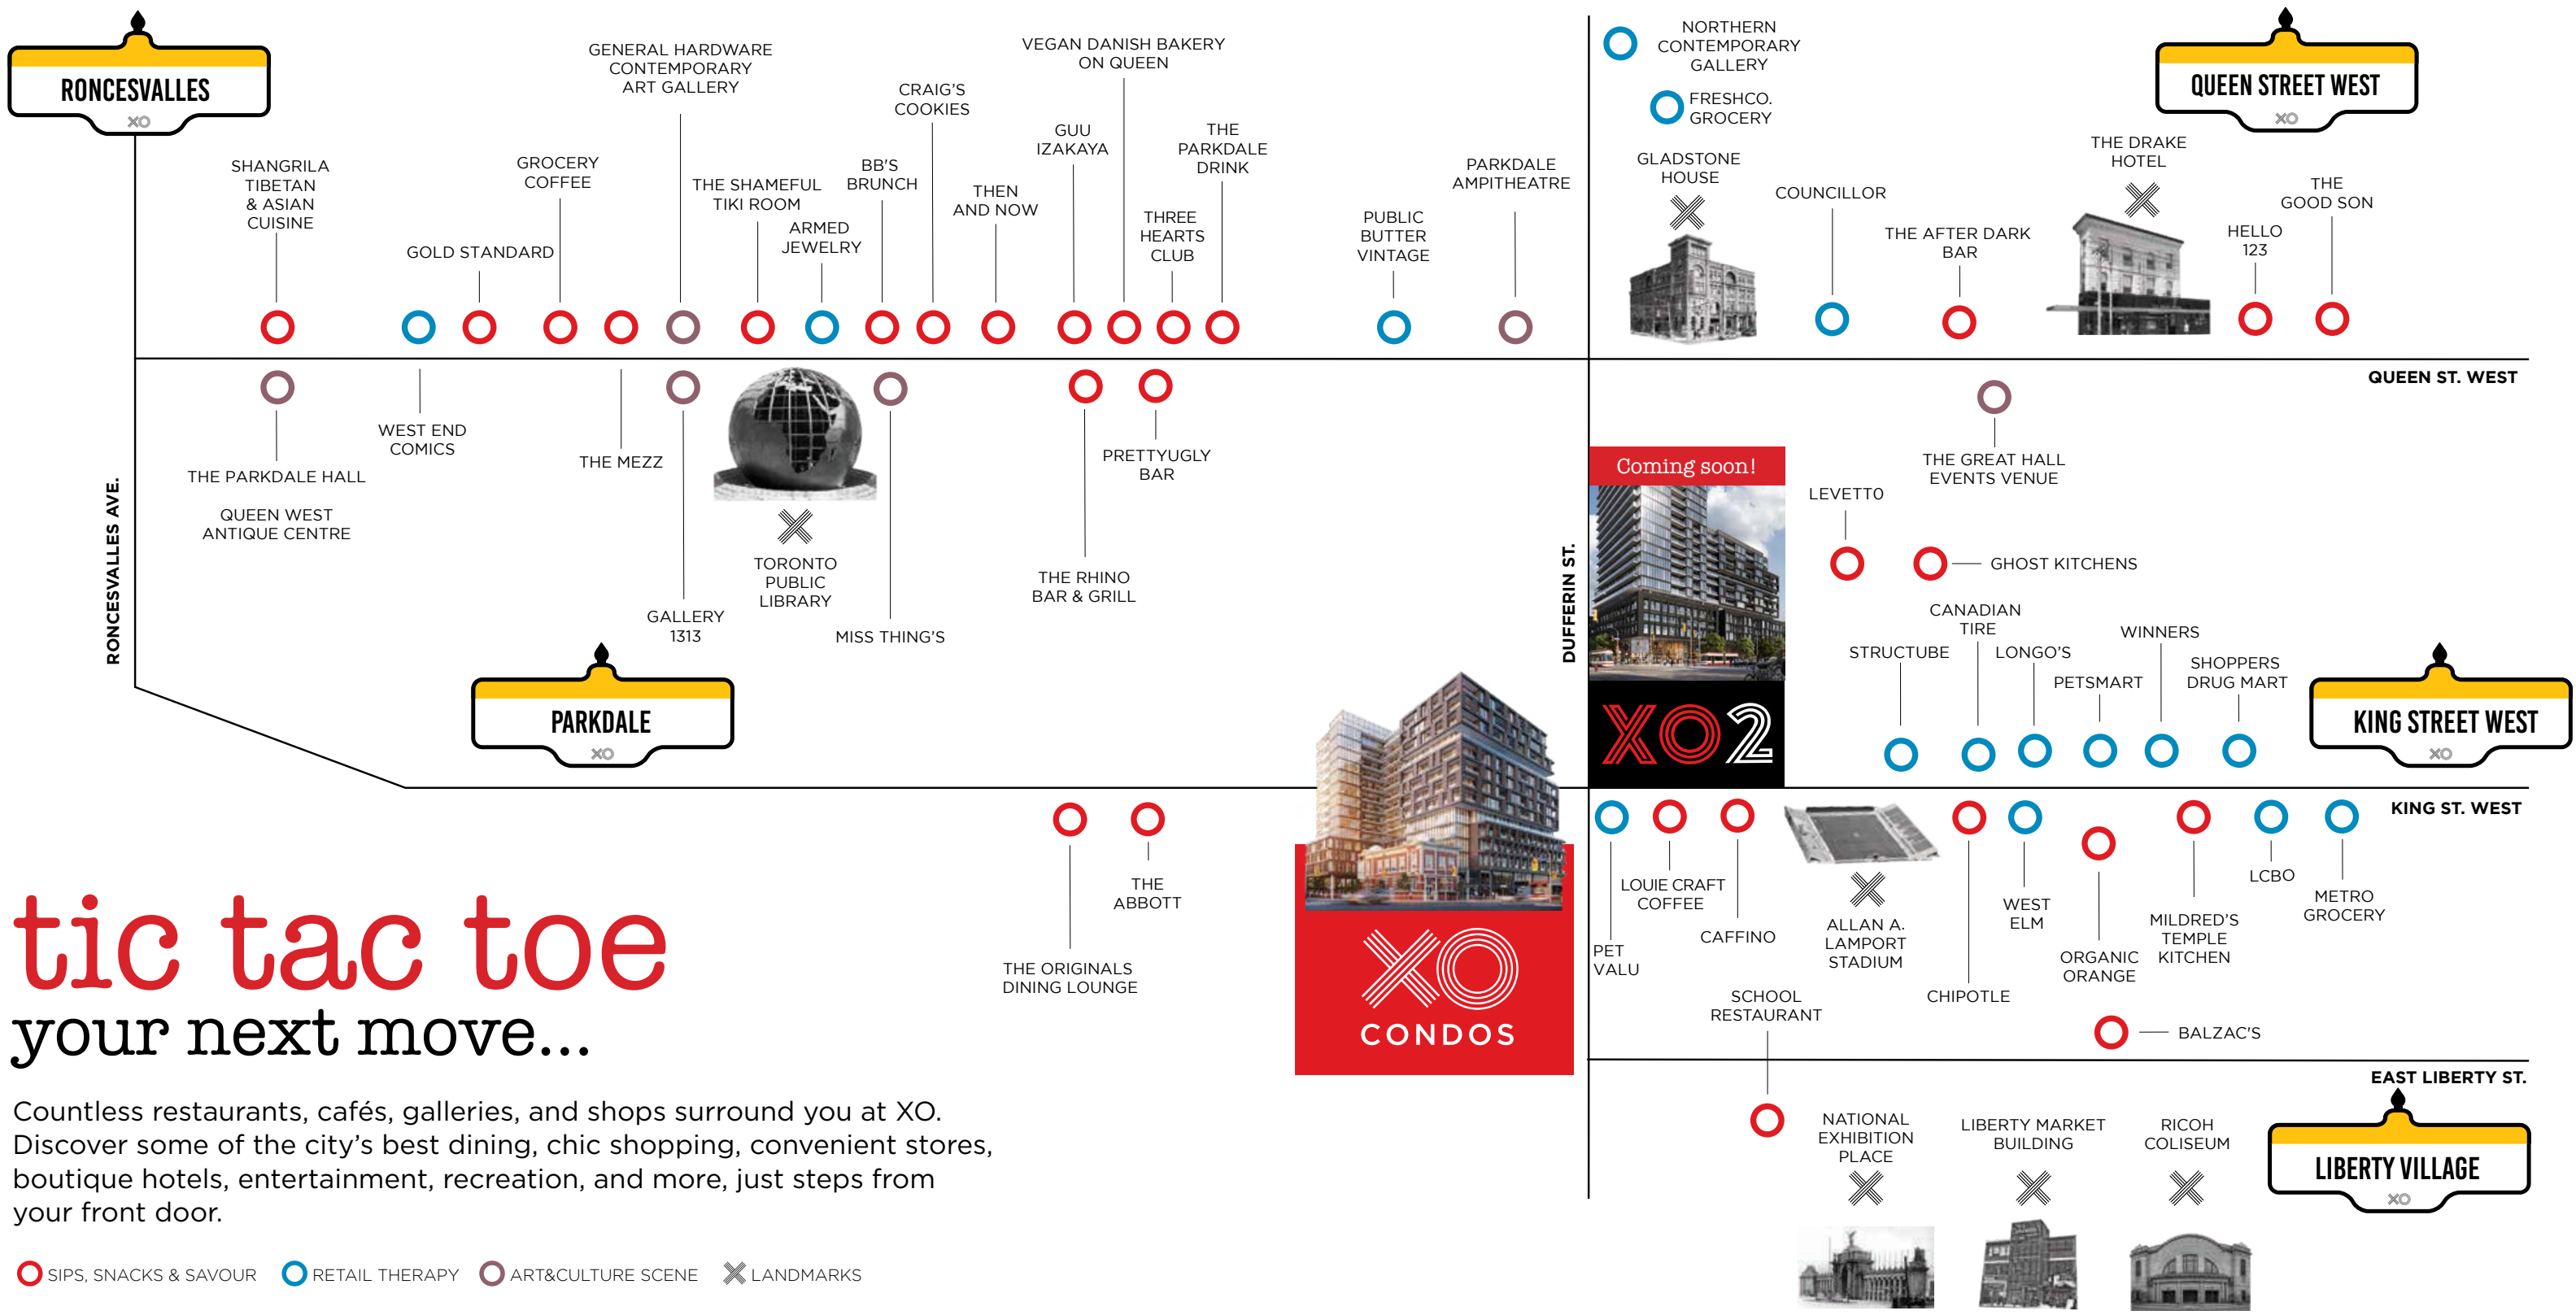 RONCESVALLES
XO
SHANGRILA
TIBETAN
& ASIAN
CUISINE
GOLD STANDARD
GROCERY
COFFEE
GENERAL HARDWARE
CONTEMPORARY
ART GALLERY
THE SHAMEFUL
TIKI ROOM
ARMED
JEWELRY
BB'S
BRUNCH
CRAIG'S
COOKIES
THEN
AND NOW
GUU
IZAKAYA
VEGAN DANISH BAKERY
ON QUEEN
THREE
HEARTS
CLUB
THE
PARKDALE
DRINK
PUBLIC
BUTTER
VINTAGE
PARKDALE
AMPITHEATRE
NORTHERN
CONTEMPORARY
GALLERY
FRESHCO.
GROCERY
GLADSTONE
HOUSE
COUNCILLOR
THE AFTER DARK
BAR
THE DRAKE
HOTEL
HELLO
123
THE
GOOD SON
QUEEN STREET WEST
XO
QUEEN ST. WEST
RONCESVALLES AVE.
THE PARKDALE HALL
QUEEN WEST
ANTIQUE CENTRE
WEST END
COMICS
THE MEZZ
GALLERY
1313
TORONTO
PUBLIC
LIBRARY
MISS THING'S
THE RHINO
BAR & GRILL
PRETTYUGLY
BAR
DUFFERIN ST.
Coming soon!
XO2
THE GREAT HALL
EVENTS VENUE
LEVETTO
GHOST KITCHENS
STRUCTUBE
CANADIAN
TIRE
LONGO'S
PETSMART
WINNERS
SHOPPERS
DRUG MART
KING STREET WEST
XO
PARKDALE
XO
KING ST. WEST
THE ORIGINALS
DINING LOUNGE
THE
ABBOTT
XO
CONDOS
PET
VALU
LOUIE CRAFT
COFFEE
CAFFINO
ALLAN A.
LAMPORT
STADIUM
CHIPOTLE
WEST
ELM
ORGANIC
ORANGE
MILDRED'S
TEMPLE
KITCHEN
LCBO
METRO
GROCERY
SCHOOL
RESTAURANT
BALZAC'S
EAST LIBERTY ST.
NATIONAL
EXHIBITION
PLACE
LIBERTY MARKET
BUILDING
RICOH
COLISEUM
LIBERTY VILLAGE
XO
tic tac toe
your next move...
Countless restaurants, cafés, galleries, and shops surround you at XO.
Discover some of the city's best dining, chic shopping, convenient stores,
boutique hotels, entertainment, recreation, and more, just steps from
your front door.
SIPS, SNACKS & SAVOUR
RETAIL THERAPY
ART&CULTURE SCENE
LANDMARKS